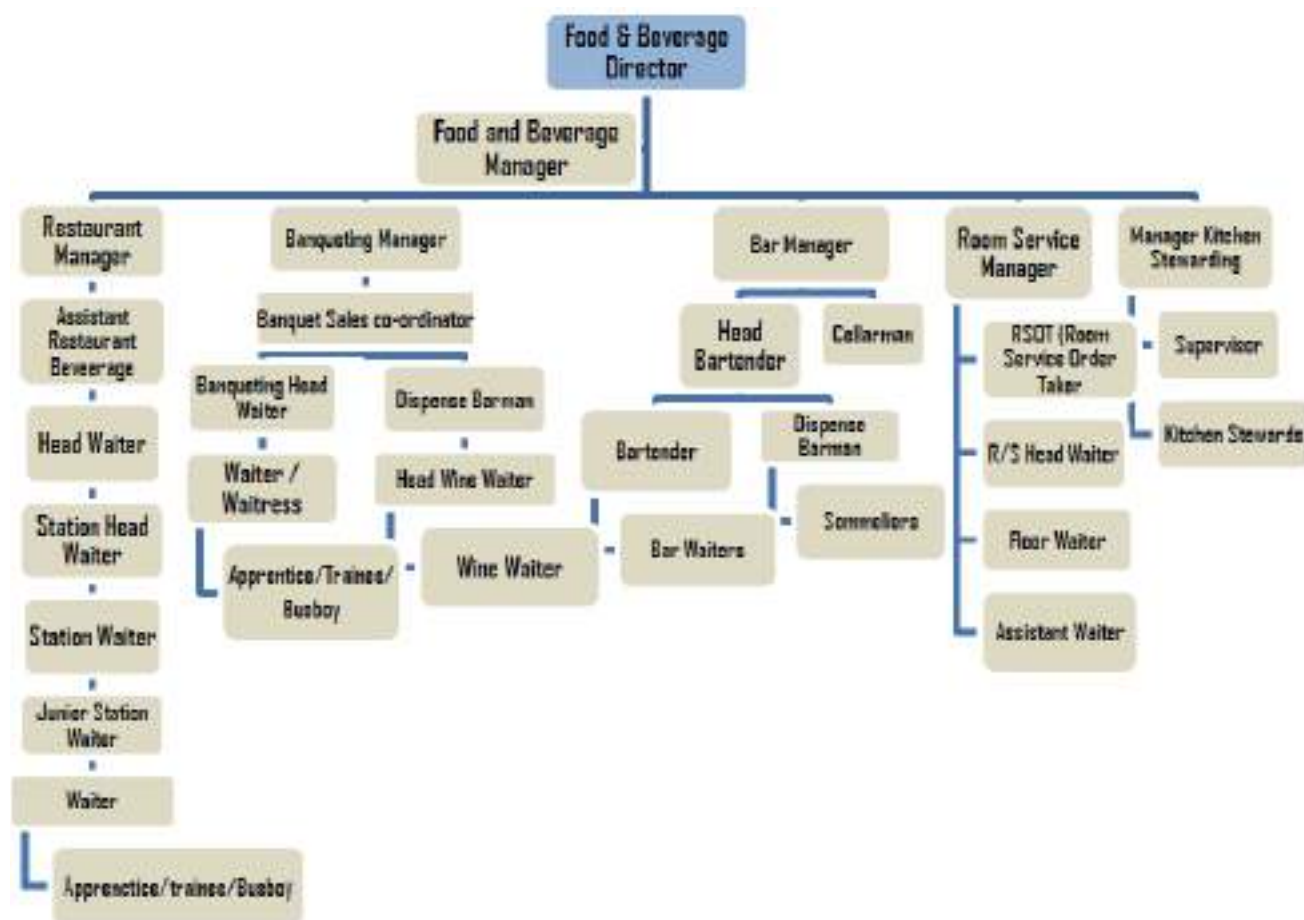 Food & Beverage
Director
Food and Beverage
Manager
Restaurant
Manager
Banqueting Manager
Bar Manager
Room Service
Manager
Manager Kitchen
Stewarding
Assistant
Restaurant
Beveerage
Banquet Sales co-ordinator
Head
Bartender
Cellarman
RSOT (Room
Service Order
Taker
Supervisor
Banqueting Head
Waiter
Dispense Barman
Head Waiter
Bartender
Dispense
Barman
R/S Head Waiter
Kitchen Stewards
Waiter /
Waitress
Head Wine Waiter
Station Head
Waiter
Apprentice/Trainee/
Busboy
Wine Waiter
Bar Waiters
Sommeliers
Floor Waiter
Station Waiter
Assistant Waiter
Junior Station
Waiter
Waiter
Apprenctice/trainee/Busboy